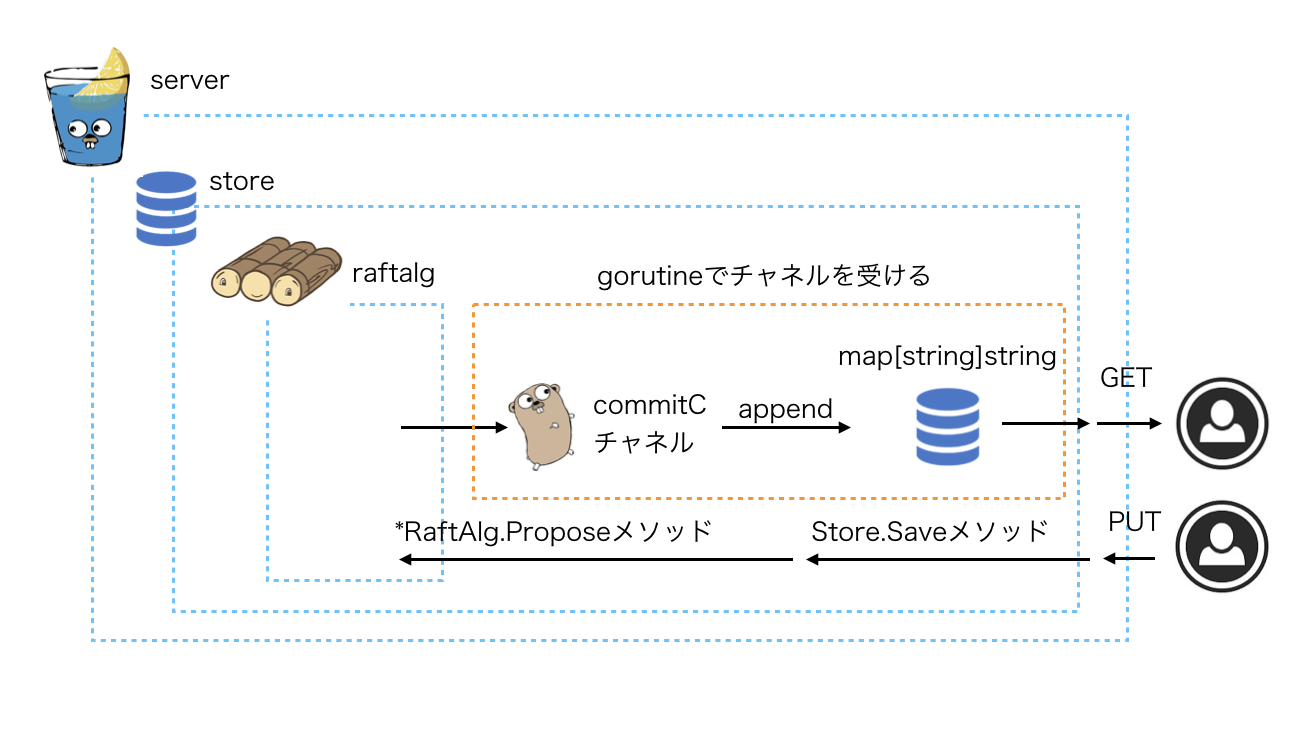 server
store
raftalg
gorutineでチャネルを受ける
map[string]string
GET
commitC
チャネル
append
*RaftAlg.Proposeメソッド
Store.Saveメソッド
PUT